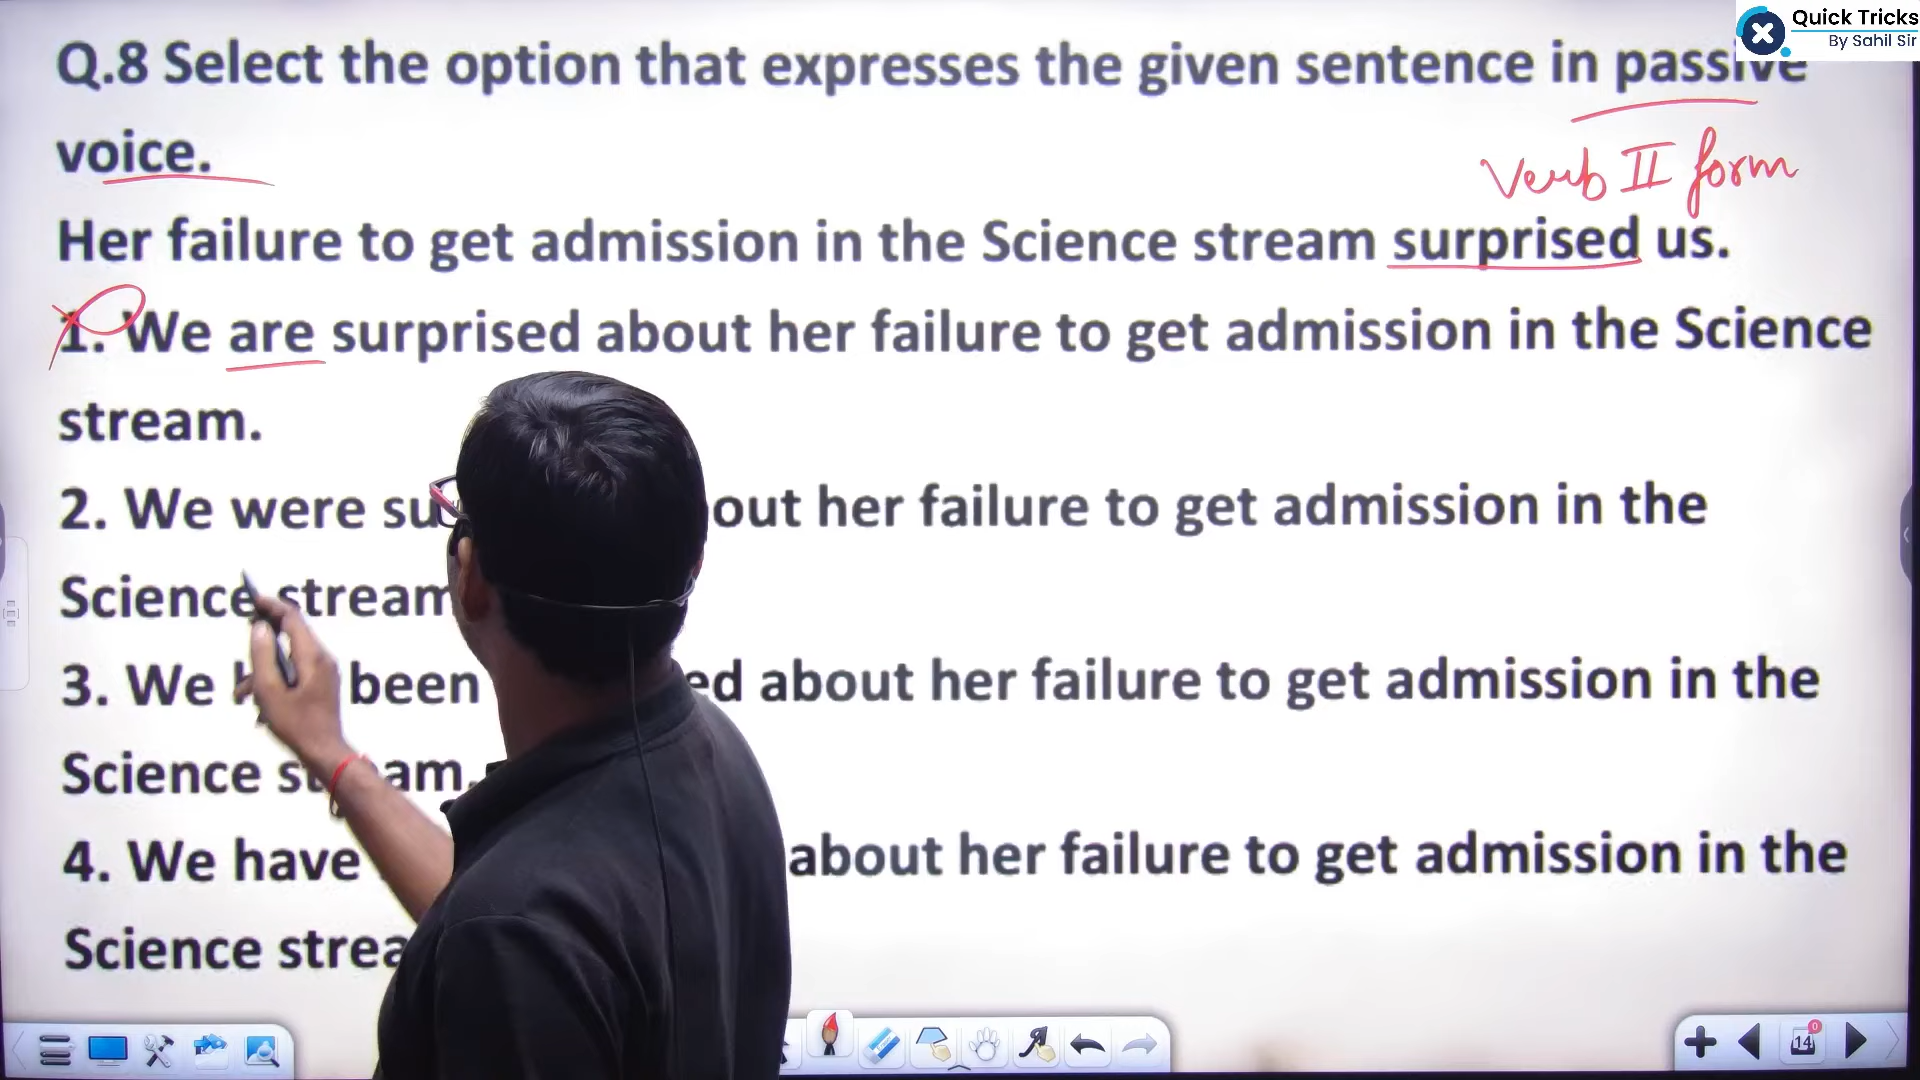 Quick Tricks
By Sahil Sir
Q.8 Select the option that expresses the given sentence in passive
voice.
Verb II form
Her failure to get admission in the Science stream surprised us.
1. We are surprised about her failure to get admission in the Science
stream.
2. We were su out her failure to get admission in the
Science stream
3. We been ed about her failure to get admission in the
Science stream.
4. We have about her failure to get admission in the
Science strea
14
0